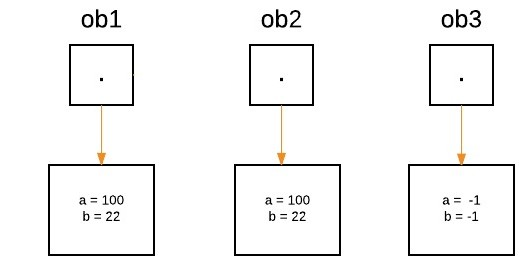 ob1
ob2
ob3
a = 100
b = 22
a = 100
b = 22
a =  -1
b = -1